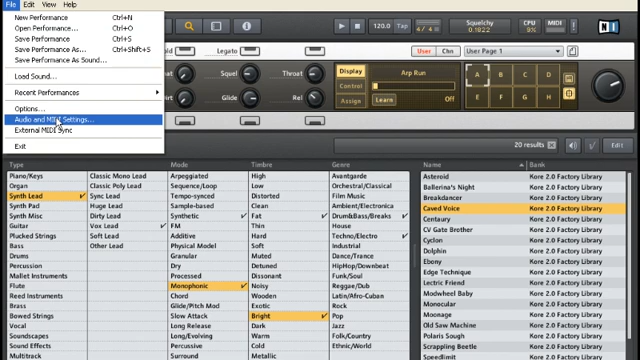 File Edit View Help
New Performance Ctrl+N
Open Performance... Ctrl+O
Save Performance Ctrl+S
Save Performance As... Ctrl+Shift+S
Save Performance As Sound...
Load Sound...
Recent Performances
Options...
Audio and MIDI Settings...
External MIDI Sync
Exit
120.0 4/4 Squelchy CPU MIDI
9%
Legato User Chn User Page 1
Squel Throat Display Arp Run A B C D
Glide Rel Control
Assign Learn Off
20 results Edit
Type Mode Timbre Genre Name Bank
Piano/Keys Classic Mono Lead Arpeggiated High Avantgarde Asteroid Kore 2.0 Factory Library
Organ Classic Poly Lead Sequence/Loop Low Orchestral/Classical Ballerina's Night Kore 2.0 Factory Library
Synth Lead Sync Lead Tempo-synced Distorted Film Music Breakdancer Kore 2.0 Factory Library
Synth Pad Huge Lead Sample-based Clean Ambient/Electronica Caved Voice Kore 2.0 Factory Library
Synth Misc Dirty Lead Synthetic Fat Drum&Bass/Breaks Centaury Kore 2.0 Factory Library
Guitar Vox Lead FM Thin House CV Gate Brother Kore 2.0 Factory Library
Plucked Strings Soft Lead Additive Hard Techno/Electro Cyclon Kore 2.0 Factory Library
Bass Other Lead Physical Model Soft Industrial Dolphin Kore 2.0 Factory Library
Drums Mixed Muted Dance/Trance Ebony Kore 2.0 Factory Library
Percussion Dry Metallic HipHop/Downbeat Edge Technique Kore 2.0 Factory Library
Mallet Instruments Processed Dissonant R&B/Soul Lectric Friend Kore 2.0 Factory Library
Flute Monophonic Noisy Reggae/Dub Modwheel Baby Kore 2.0 Factory Library
Reed Instruments Chord Wooden Latin/Afro Monocular Kore 2.0 Factory Library
Brass Glide/Pitch Mod Exotic Rock Moonage Kore 2.0 Factory Library
Bowed Strings Slow Attack Bright Pop Old Saw Master Kore 2.0 Factory Library
Vocal Long Release Dark Jazz Polaris Sough Kore 2.0 Factory Library
Soundscapes Rhythmical Warm Funk Kore 2.0 Factory Library
Sound Effects Percussive Cold Country/Folk Scrappling Beetle Kore 2.0 Factory Library
Ethnic/World Speedlimit Kore 2.0 Factory Library